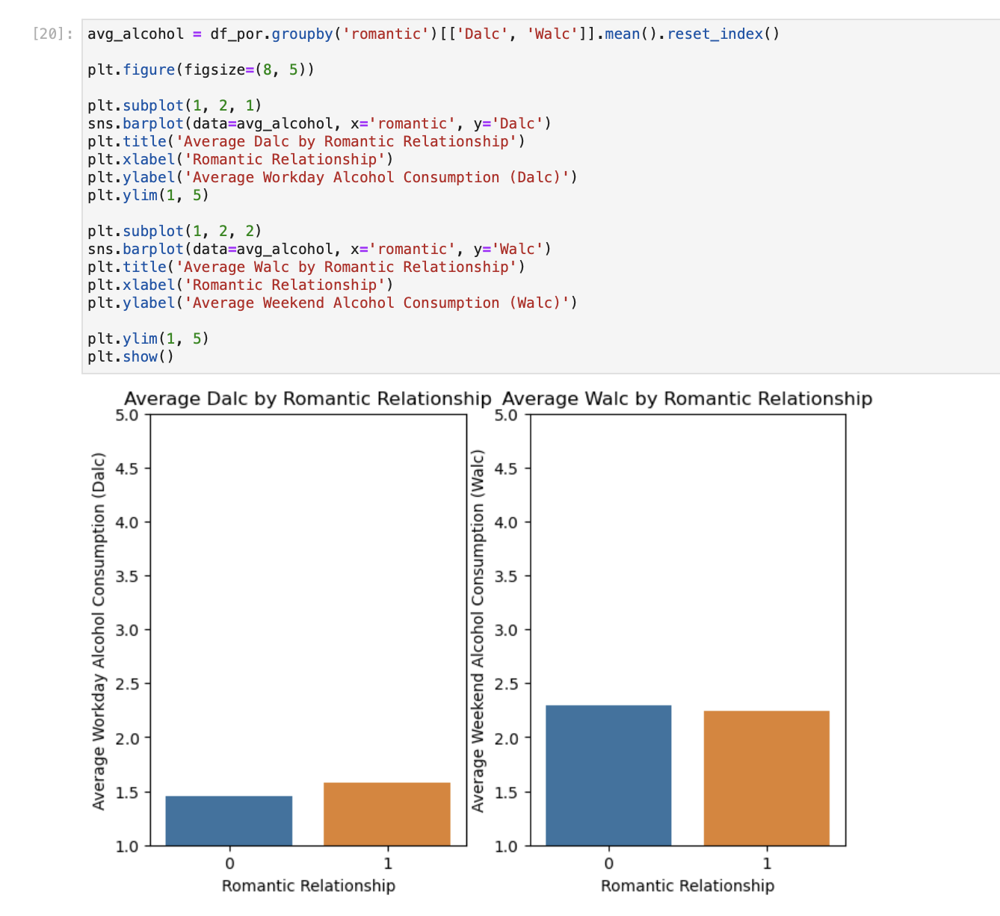 [20]: avg_alcohol = df_por.groupby('romantic')[['Dalc', 'Walc']].mean().reset_index()
plt.figure(figsize=(8, 5))
plt.subplot(1, 2, 1)
sns.barplot(data=avg_alcohol, x='romantic', y='Dalc')
plt.title('Average Dalc by Romantic Relationship')
plt.xlabel('Romantic Relationship')
plt.ylabel('Average Workday Alcohol Consumption (Dalc)')
plt.ylim(1, 5)
plt.subplot(1, 2, 2)
sns.barplot(data=avg_alcohol, x='romantic', y='Walc')
plt.title('Average Walc by Romantic Relationship')
plt.xlabel('Romantic Relationship')
plt.ylabel('Average Weekend Alcohol Consumption (Walc)')
plt.ylim(1, 5)
plt.show()
Average Dalc by Romantic Relationship
Average Workday Alcohol Consumption (Dalc)
5.0
4.5
4.0
3.5
3.0
2.5
2.0
1.5
1.0
0 1
Romantic Relationship
Average Walc by Romantic Relationship
Average Weekend Alcohol Consumption (Walc)
5.0
4.5
4.0
3.5
3.0
2.5
2.0
1.5
1.0
0 1
Romantic Relationship